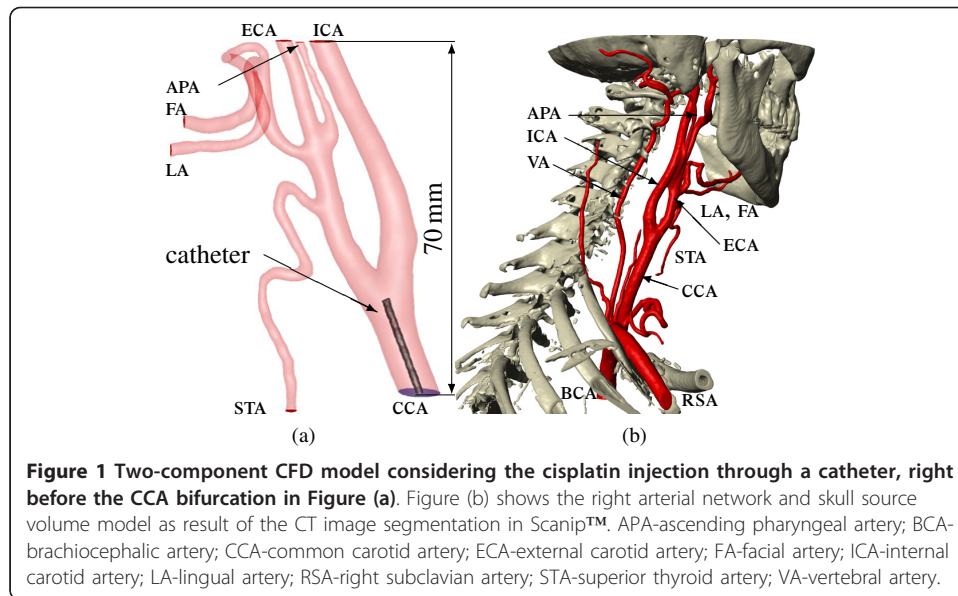 ECA ICA
APA
FA
LA
catheter
70 mm
STA
CCA
(a)
APA
ICA
VA
LA, FA
ECA
STA
CCA
BCA
RSA
(b)
Figure 1 Two-component CFD model considering the cisplatin injection through a catheter, right
before the CCA bifurcation in Figure (a). Figure (b) shows the right arterial network and skull source
volume model as result of the CT image segmentation in Scanip™. APA-ascending pharyngeal artery; BCA-
brachiocephalic artery; CCA-common carotid artery; ECA-external carotid artery; FA-facial artery; ICA-internal
carotid artery; LA-lingual artery; RSA-right subclavian artery; STA-superior thyroid artery; VA-vertebral artery.